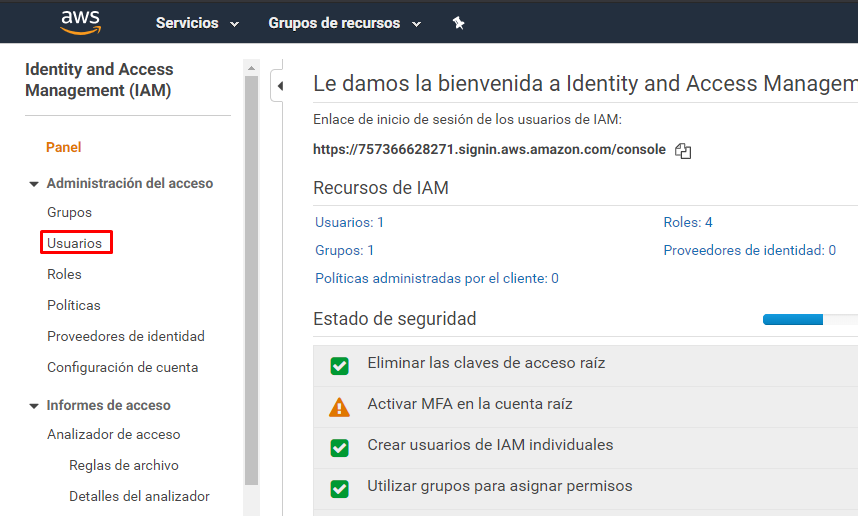 aws
Servicios
Grupos de recursos
Identity and Access
Management (IAM)
Panel
Administración del acceso
Grupos
Usuarios
Roles
Políticas
Proveedores de identidad
Configuración de cuenta
Informes de acceso
Analizador de acceso
Reglas de archivo
Detalles del analizador
Le damos la bienvenida a Identity and Access Managem
Enlace de inicio de sesión de los usuarios de IAM:
https://757366628271.signin.aws.amazon.com/console
Recursos de IAM
Usuarios: 1
Roles: 4
Grupos: 1
Proveedores de identidad: 0
Políticas administradas por el cliente: 0
Estado de seguridad
Eliminar las claves de acceso raíz
Activar MFA en la cuenta raíz
Crear usuarios de IAM individuales
Utilizar grupos para asignar permisos